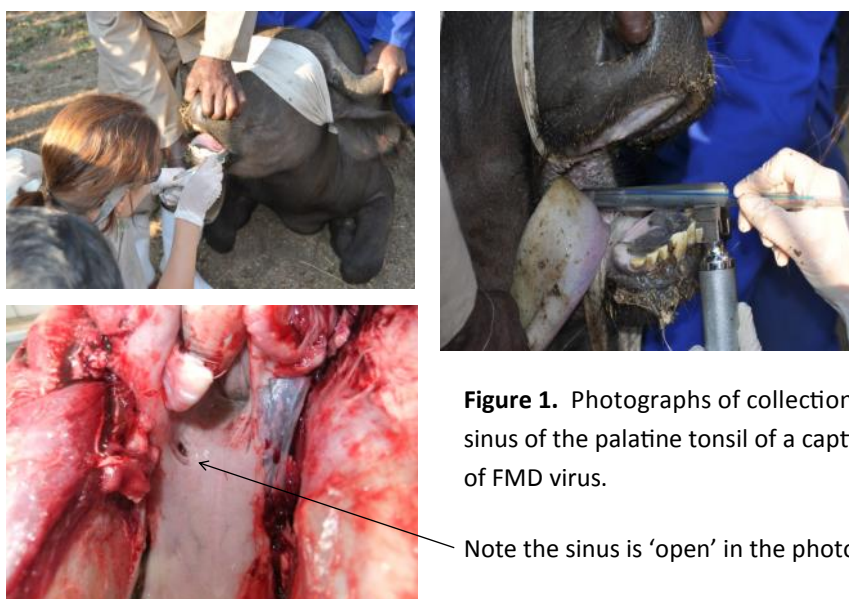 Figure 1. Photographs of collection
sinus of the palatine tonsil of a capt
of FMD virus.
Note the sinus is ‘open’ in the photo